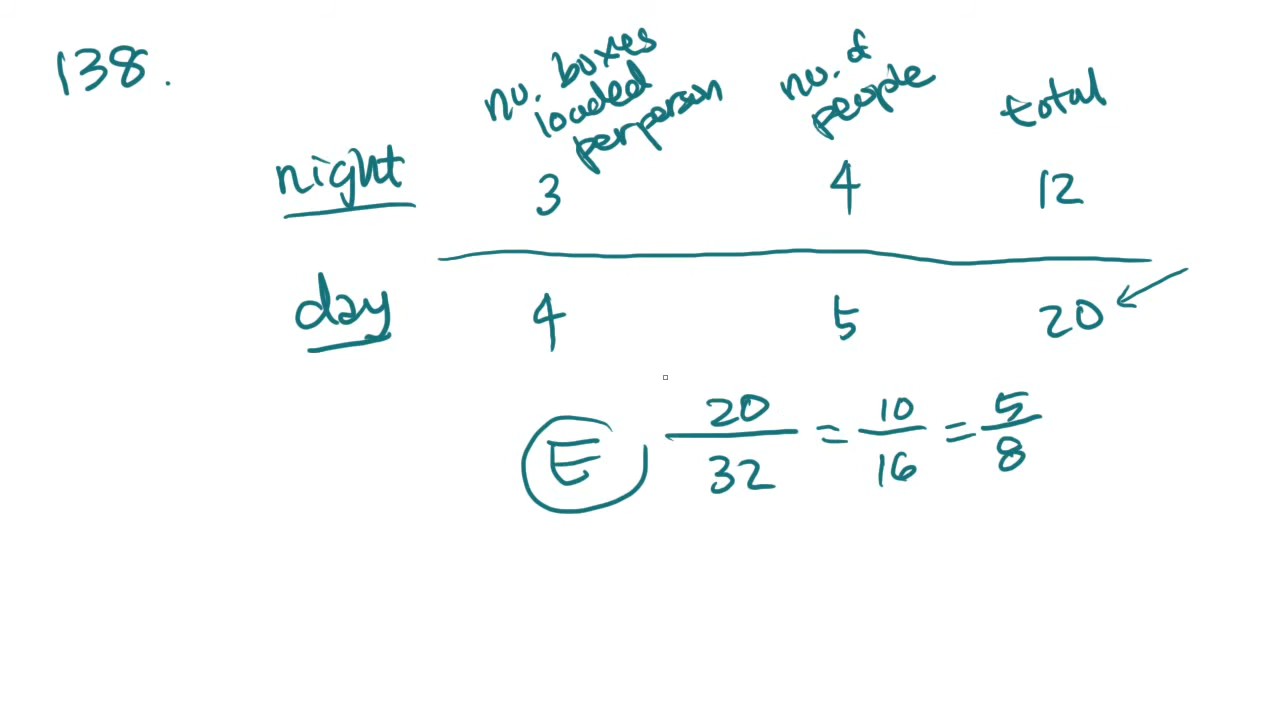 138.
no. boxes loaded per person no. of people total
night 3 4 12
day 4 5 20
E 20/32 = 10/16 = 5/8